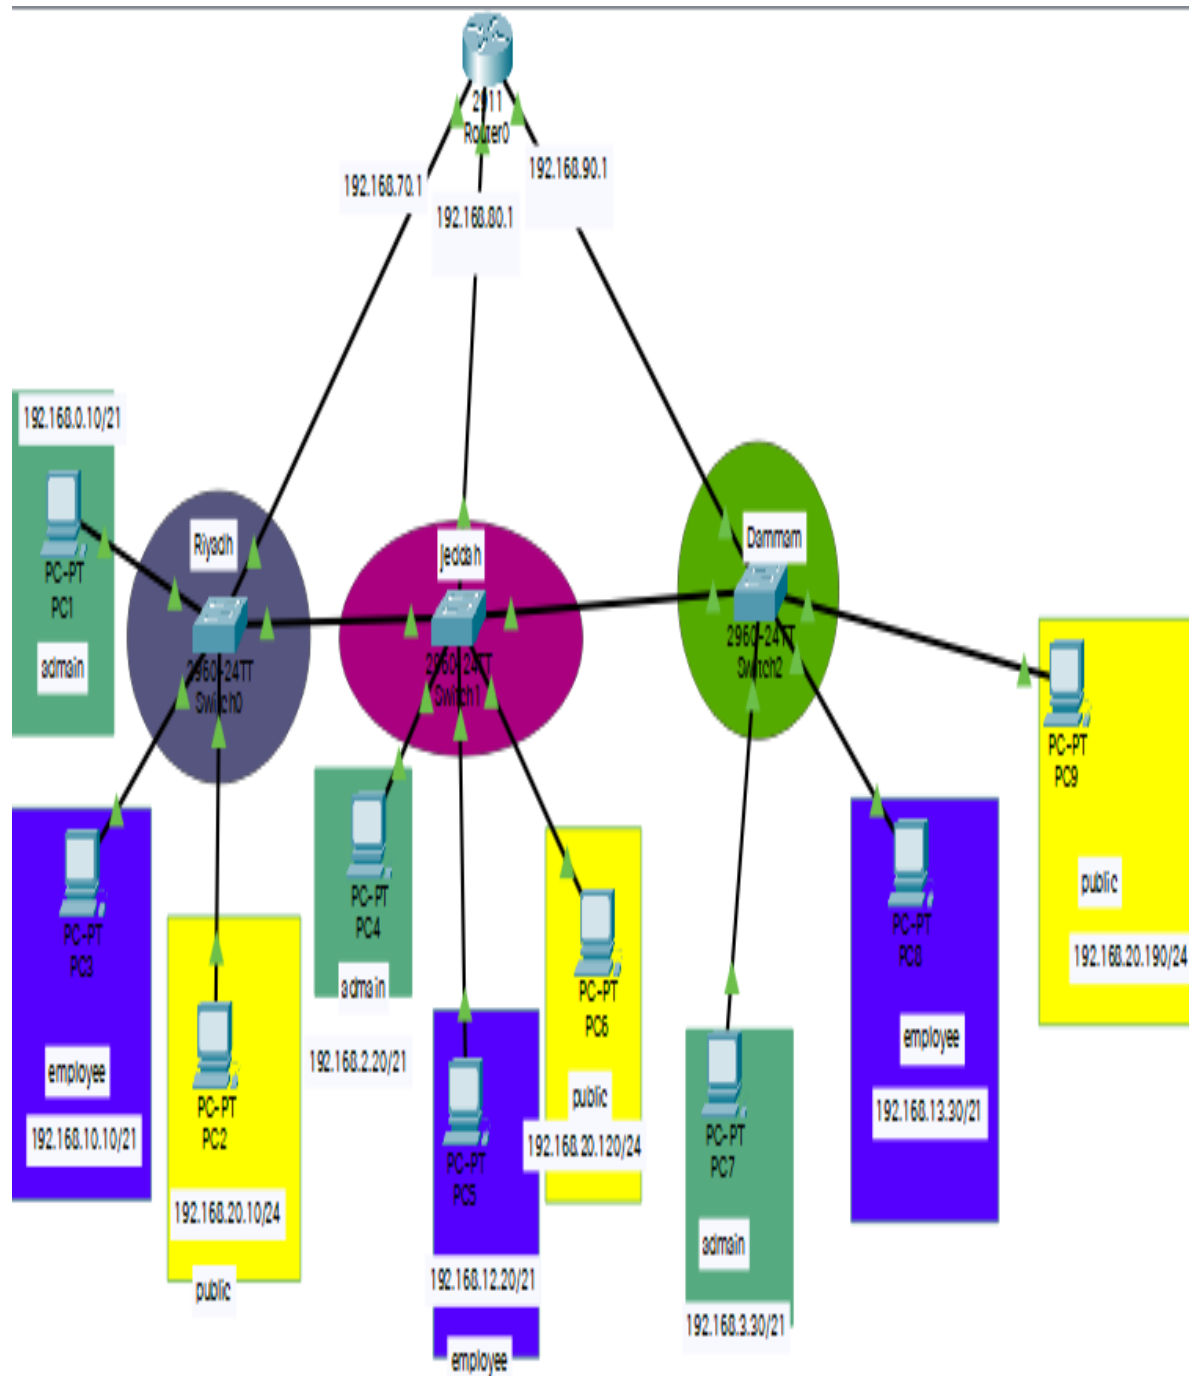 2911
Router0
192.168.70.1
192.168.80.1
192.168.90.1
192.168.0.10/21
PC-PT
PC1
admain
Riyadh
2960-24TT
Switch0
Jeddah
2960-24TT
Switch1
Dammam
2960-24TT
Switch2
PC-PT
PC9
public
192.168.20.190/24
PC-PT
PC3
employee
192.168.10.10/21
PC-PT
PC2
192.168.20.10/24
public
PC-PT
PC4
admain
192.168.2.20/21
PC-PT
PC5
192.168.12.20/21
employee
PC-PT
PC6
public
192.168.20.120/24
PC-PT
PC7
admain
192.168.3.30/21
PC-PT
PC8
employee
192.168.13.30/21